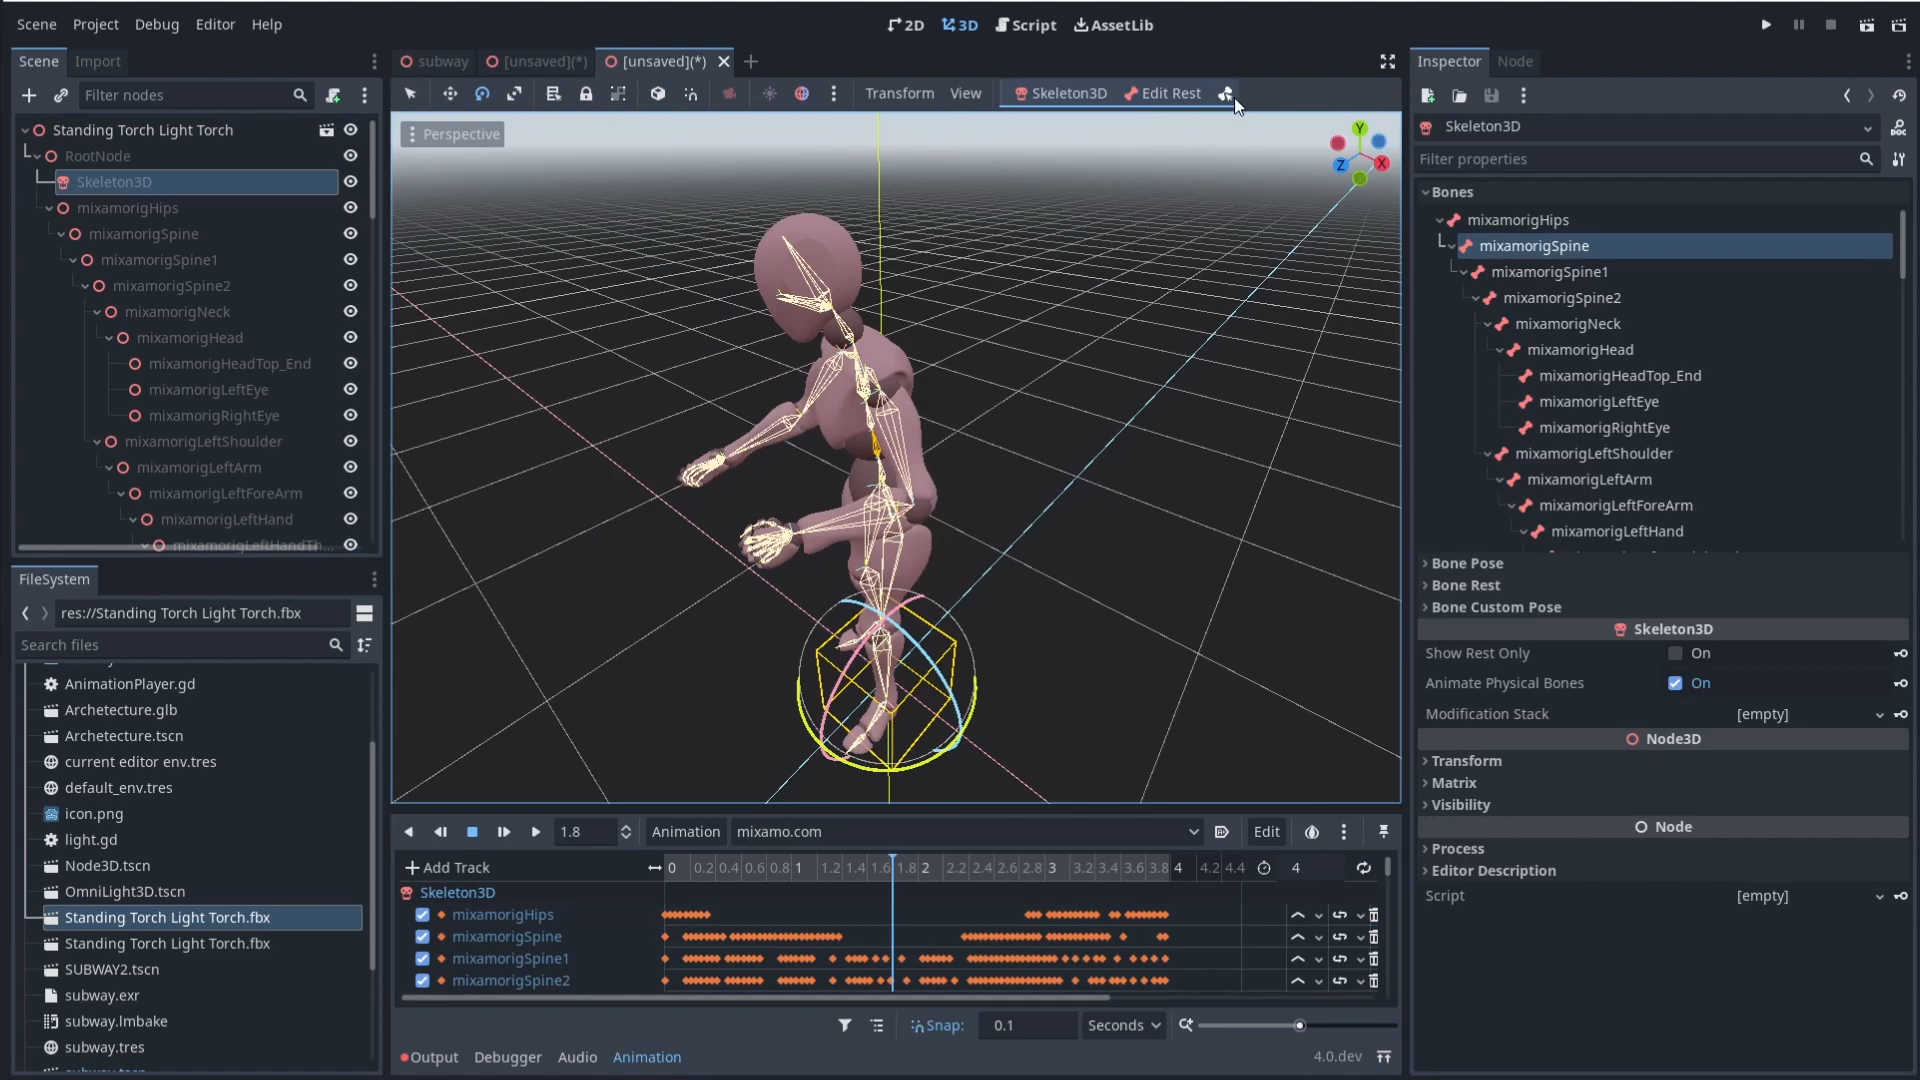 Scene Project Debug Editor Help
2D 3D Script AssetLib
Scene Import
Filter nodes
Standing Torch Light Torch
RootNode
Skeleton3D
mixamorigHips
mixamorigSpine
mixamorigSpine1
mixamorigSpine2
mixamorigNeck
mixamorigHead
mixamorigHeadTop_End
mixamorigLeftEye
mixamorigRightEye
mixamorigLeftShoulder
mixamorigLeftArm
mixamorigLeftForeArm
mixamorigLeftHand
mixamorigLeftHandTh...
FileSystem
res://Standing Torch Light Torch.fbx
Search files
AnimationPlayer.gd
Archetecture.glb
Archetecture.tscn
current editor env.tres
default_env.tres
icon.png
light.gd
Node3D.tscn
OmniLight3D.tscn
Standing Torch Light Torch.fbx
Standing Torch Light Torch.fbx
SUBWAY2.tscn
subway.exr
subway.lmbake
subway.tres
subway [unsaved](*) [unsaved](*)
Transform View Skeleton3D Edit Rest
Perspective
Y
Z X
1.8 Animation mixamo.com Edit
Add Track 0 0.2 0.4 0.6 0.8 1 1.2 1.4 1.6 2 2.2 2.4 2.6 2.8 3 3.2 3.4 3.6 3.8 4 4.2 4.4 4
Skeleton3D
mixamorigHips
mixamorigSpine
mixamorigSpine1
mixamorigSpine2
Snap: 0.1 Seconds
Output Debugger Audio Animation 4.0.dev
Inspector Node
Skeleton3D
Filter properties
Bones
mixamorigHips
mixamorigSpine
mixamorigSpine1
mixamorigSpine2
mixamorigNeck
mixamorigHead
mixamorigHeadTop_End
mixamorigLeftEye
mixamorigRightEye
mixamorigLeftShoulder
mixamorigLeftArm
mixamorigLeftForeArm
mixamorigLeftHand
Bone Pose
Bone Rest
Bone Custom Pose
Skeleton3D
Show Rest Only On
Animate Physical Bones On
Modification Stack [empty]
Node3D
Transform
Matrix
Visibility
Node
Process
Editor Description
Script [empty]